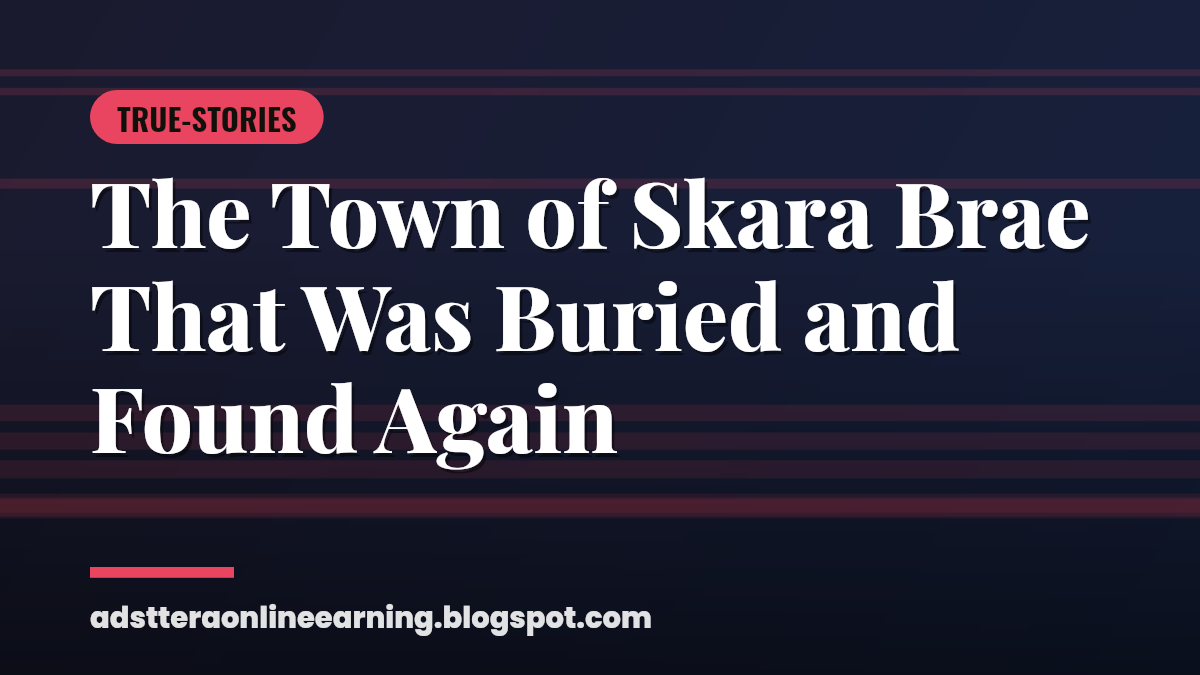 TRUE-STORIES
The Town of Skara Brae
That Was Buried and
Found Again
adstteraonlineearning.blogspot.com